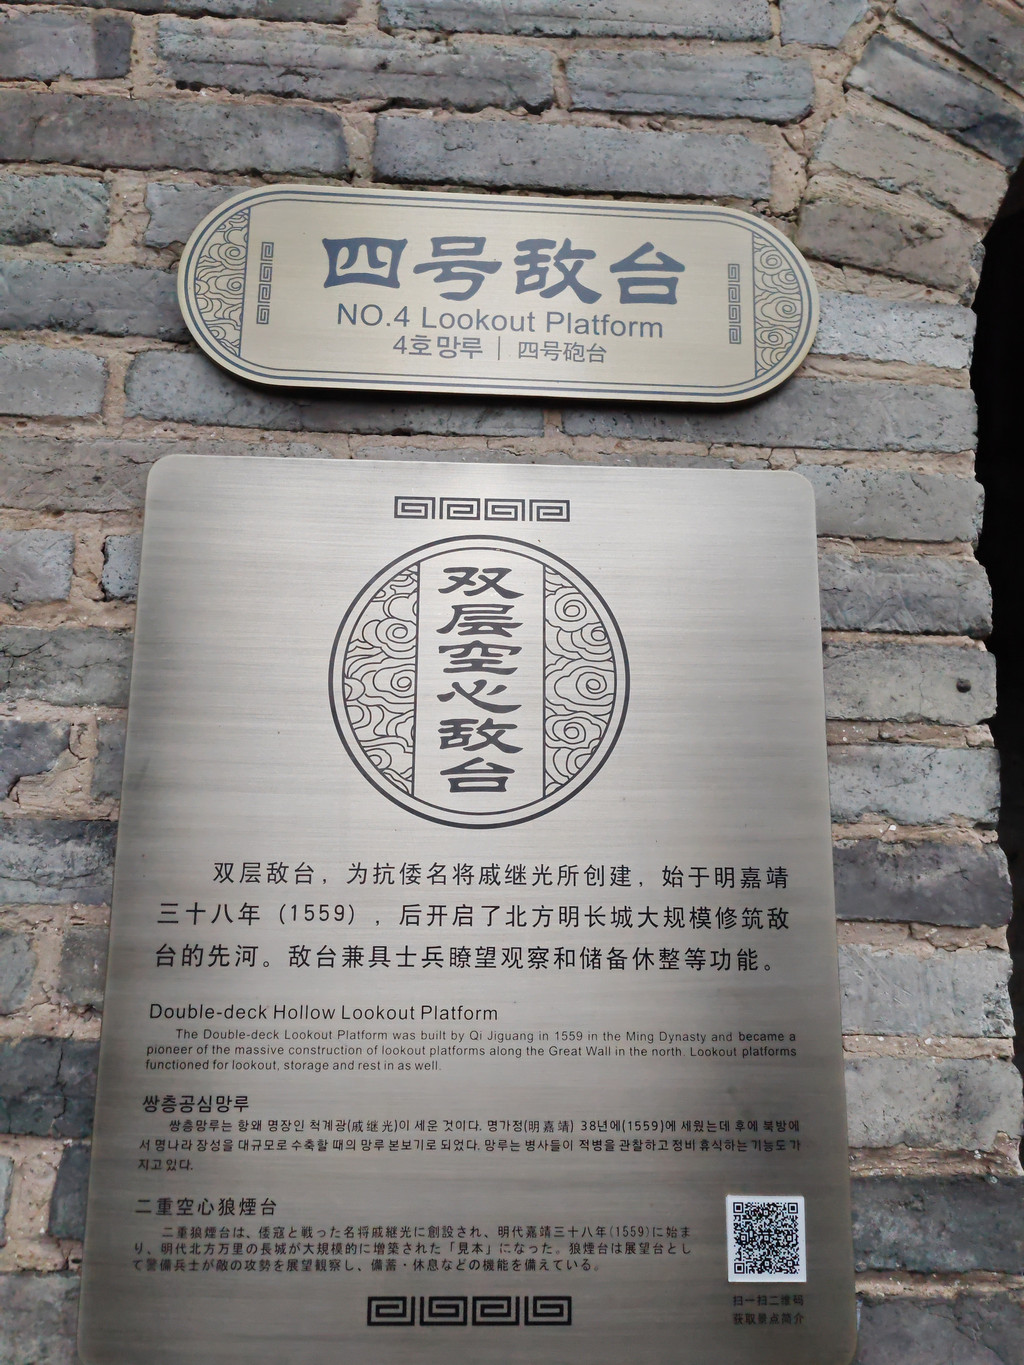 四号敌台
NO.4 Lookout Platform
4호망루 | 四号砲台
双层空心敌台
双层敌台，为抗倭名将戚继光所创建，始于明嘉靖
三十八年（1559），后开启了北方明长城大规模修筑敌
台的先河。敌台兼具士兵瞭望观察和储备休整等功能。
Double-deck Hollow Lookout Platform
The Double-deck Lookout Platform was built by Qi Jiguang in 1559 in the Ming Dynasty and became a
pioneer of the massive construction of lookout platforms along the Great Wall in the north. Lookout platforms
functioned for lookout, storage and rest in as well.
쌍층공심망루
쌍층망루는 항왜 명장인 척계광(戚继光)이 세운 것이다. 명가정(明嘉靖) 38년에(1559)에 세웠는데 후에 북방에
서 명나라 장성을 대규모로 수축할 때의 망루 본보기로 되었다. 망루는 병사들이 적병을 관찰하고 정비 휴식하는 기능도 가
지고 있다.
二重空心狼煙台
二重狼煙台は、倭寇と戦った名将戚継光に創設され、明代嘉靖三十八年(1559)に始ま
り、明代北方万里の長城が大規模的に増築された「見本」になった。狼煙台は展望台とし
て警備兵士が敵の攻勢を展望観察し、備蓄・休息などの機能を備えている。
扫一扫二维码
获取景点简介